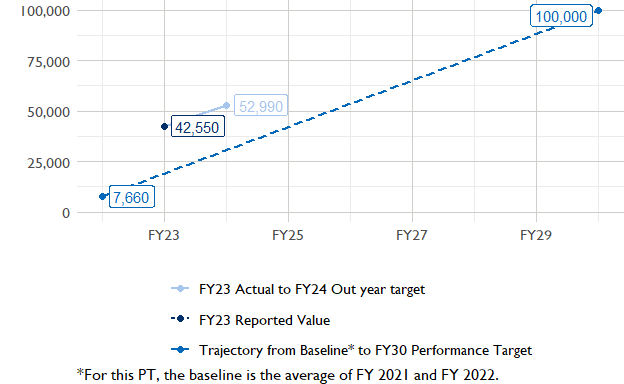 100,000
100,000
75,000
50,000
52,990
42,550
25,000
7,660
0
FY23 FY25 FY27 FY29
FY23 Actual to FY24 Out year target
FY23 Reported Value
Trajectory from Baseline* to FY30 Performance Target
*For this PT, the baseline is the average of FY 2021 and FY 2022.